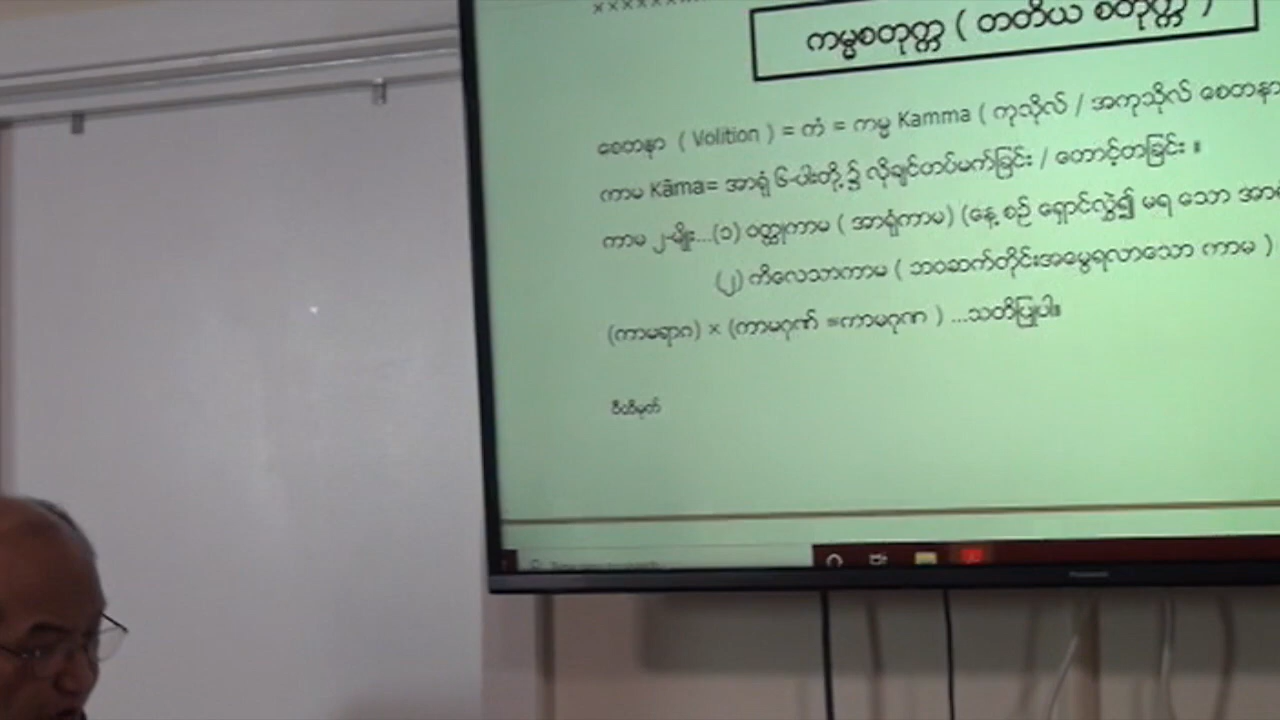 ကမ္မစတုက္က ( တတိယ စတုက္က )
စေတနာ ( Volition ) = ကံ = ကမ္မ Kamma ( ကုသိုလ် / အကုသိုလ် စေတနာ
ကာမ Kāma= အာရုံ ၆-ပါးတို့၌ လိုချင်တပ်မက်ခြင်း / တောင့်တခြင်း ။
ကာမ ၂-မျိုး...(၁) ဝတ္ထုကာမ ( အာရုံကာမ) (နေ့ စဉ် ရှောင်လွှဲ၍ မရ သော
(၂) ကိလေသာကာမ ( ဘဝဆက်တိုင်းအမွေရလာသော ကာမ )
(ကာမရာဂ) × (ကာမဂုဏ် =ကာမဂုဏ ) ...သတိပြုပါ။
ဝီထိမုတ်
Panasonic